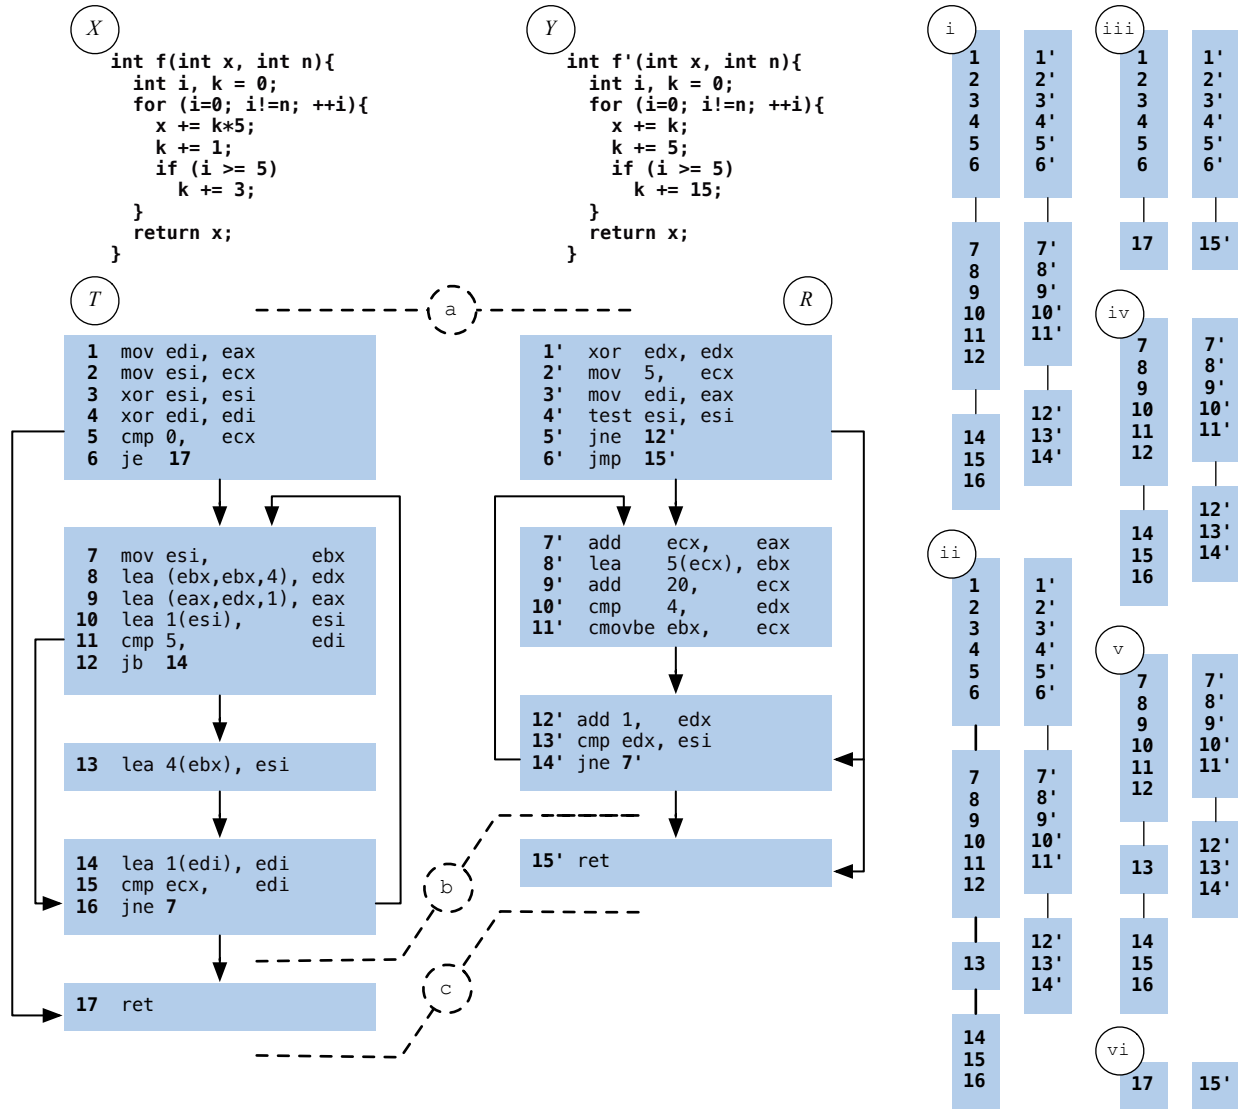 X
int f(int x, int n){
int i, k = 0;
for (i=0; i!=n; ++i){
x += k*5;
k += 1;
if (i >= 5)
k += 3;
}
return x;
}
Y
int f'(int x, int n){
int i, k = 0;
for (i=0; i!=n; ++i){
x += k;
k += 5;
if (i >= 5)
k += 15;
}
return x;
}
T
1 mov edi, eax
2 mov esi, ecx
3 xor esi, esi
4 xor edi, edi
5 cmp 0, ecx
6 je 17
7 mov esi, ebx
8 lea (ebx,ebx,4), edx
9 lea (eax,edx,1), eax
10 lea 1(esi), esi
11 cmp 5, edi
12 jb 14
13 lea 4(ebx), esi
14 lea 1(edi), edi
15 cmp ecx, edi
16 jne 7
17 ret
a
b
c
R
1' xor edx, edx
2' mov 5, ecx
3' mov edi, eax
4' test esi, esi
5' jne 12'
6' jmp 15'
7' add ecx, eax
8' lea 5(ecx), ebx
9' add 20, ecx
10' cmp 4, edx
11' cmovbe ebx, ecx
12' add 1, edx
13' cmp edx, esi
14' jne 7'
15' ret
i
1 1'
2 2'
3 3'
4 4'
5 5'
6 6'
7 7'
8 8'
9 9'
10 10'
11 11'
12
14 12'
15 13'
16 14'
ii
1 1'
2 2'
3 3'
4 4'
5 5'
6 6'
7 7'
8 8'
9 9'
10 10'
11 11'
12
13 12'
13'
14'
14
15
16
iii
1 1'
2 2'
3 3'
4 4'
5 5'
6 6'
17 15'
iv
7 7'
8 8'
9 9'
10 10'
11 11'
12
14 12'
15 13'
16 14'
v
7 7'
8 8'
9 9'
10 10'
11 11'
12
13 12'
13'
14'
14
15
16
vi
17 15'